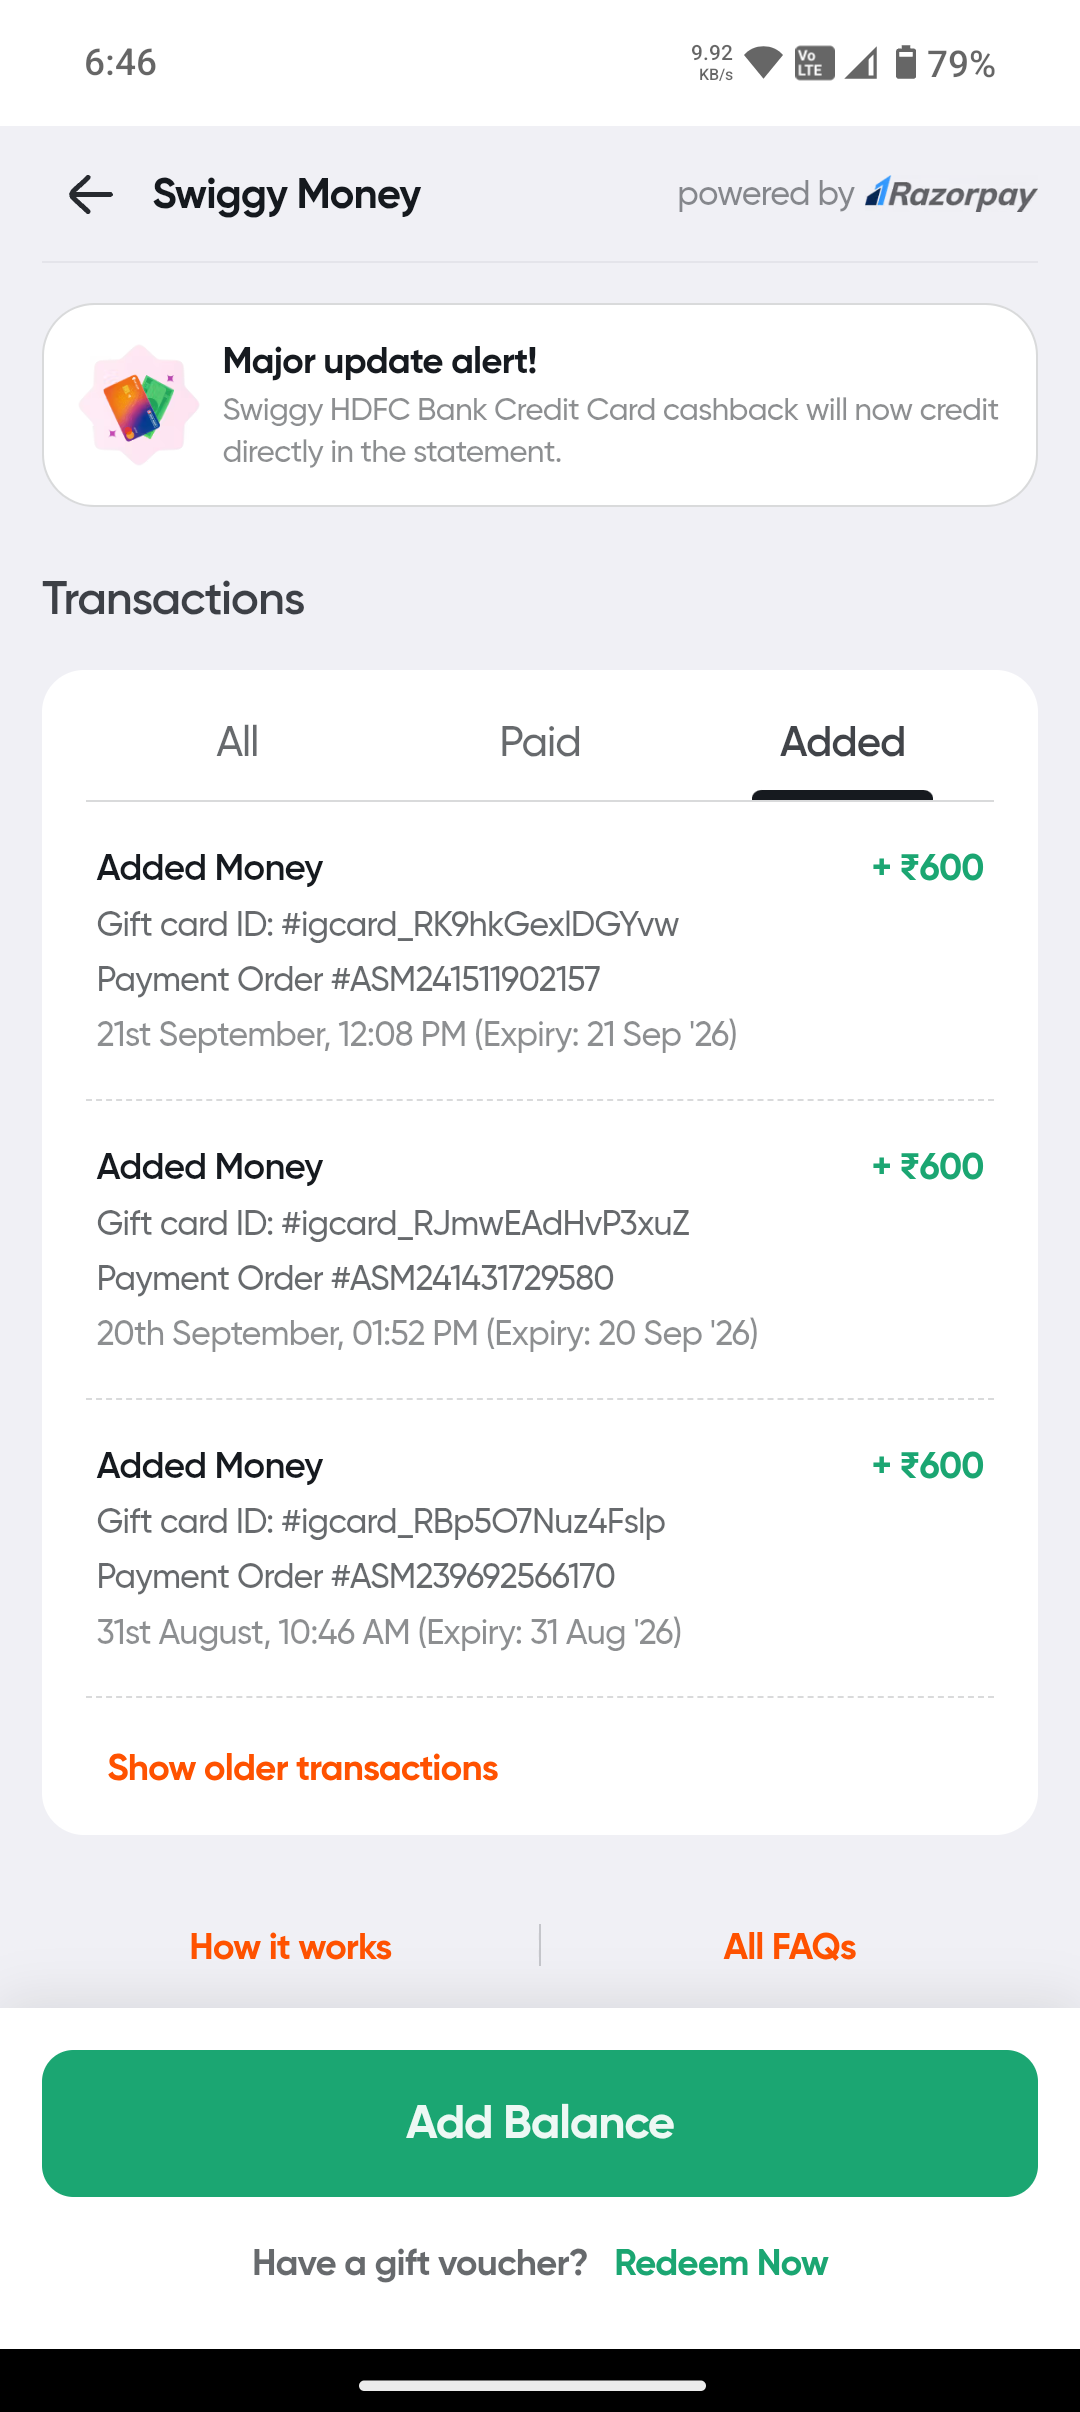 6:46
9.92
KB/s
Vo
LTE
79%
Swiggy Money
powered by Razorpay
Major update alert!
Swiggy HDFC Bank Credit Card cashback will now credit
directly in the statement.
Transactions
All Paid Added
Added Money + ₹600
Gift card ID: #igcard_RK9hkGexlDGYvw
Payment Order #ASM241511902157
21st September, 12:08 PM (Expiry: 21 Sep '26)
Added Money + ₹600
Gift card ID: #igcard_RJmwEAdHvP3xuZ
Payment Order #ASM241431729580
20th September, 01:52 PM (Expiry: 20 Sep '26)
Added Money + ₹600
Gift card ID: #igcard_RBp5O7Nuz4Fslp
Payment Order #ASM239692566170
31st August, 10:46 AM (Expiry: 31 Aug '26)
Show older transactions
How it works
All FAQs
Add Balance
Have a gift voucher? Redeem Now